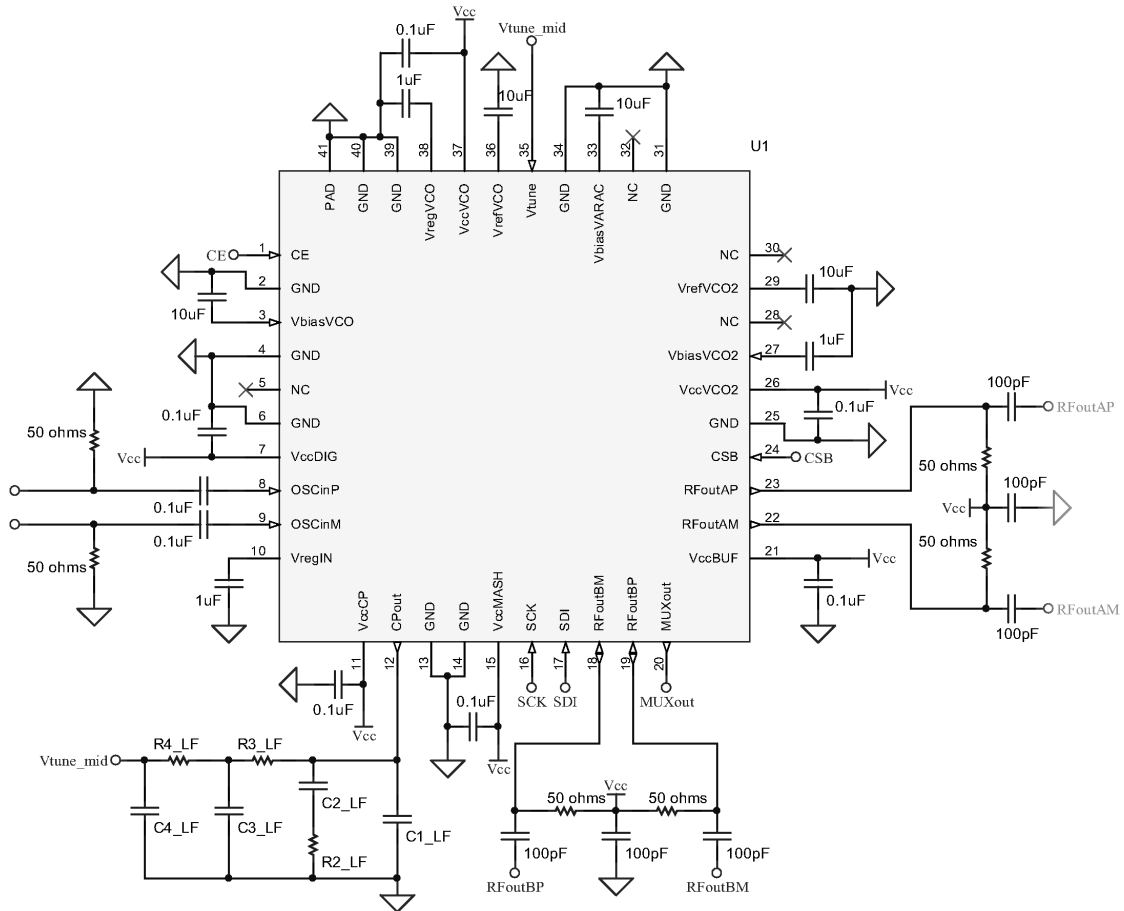 Vcc
0.1uF
Vtune_mid
1uF
10uF
10uF
U1
41
40
39
38
37
36
35
34
33
32
31
PAD
GND
GND
VregVCO
VccVCO
VrefVCO
Vtune
GND
VbiasVARAC
NC
GND
CE
1
CE
NC
30
2
GND
VrefVCO2
29
10uF
10uF
3
VbiasVCO
NC
28
4
GND
VbiasVCO2
27
1uF
5
NC
VccVCO2
26
Vcc
100pF
0.1uF
0.1uF
RFoutAP
6
GND
GND
25
50 ohms
Vcc
7
VccDIG
CSB
24
CSB
50 ohms
8
OSCinP
RFoutAP
23
100pF
0.1uF
Vcc
9
OSCinM
RFoutAM
22
0.1uF
50 ohms
10
VregIN
VccBUF
21
Vcc
50 ohms
1uF
0.1uF
RFoutAM
100pF
VccCP
CPout
GND
GND
VccMASH
SCK
SDI
RFoutBM
RFoutBP
MUXout
11
12
13
14
15
16
17
18
19
20
0.1uF
0.1uF
SCK
SDI
MUXout
Vcc
Vcc
Vtune_mid
R4_LF
R3_LF
Vcc
50 ohms
50 ohms
C2_LF
C4_LF
C3_LF
C1_LF
R2_LF
100pF
100pF
100pF
RFoutBP
RFoutBM